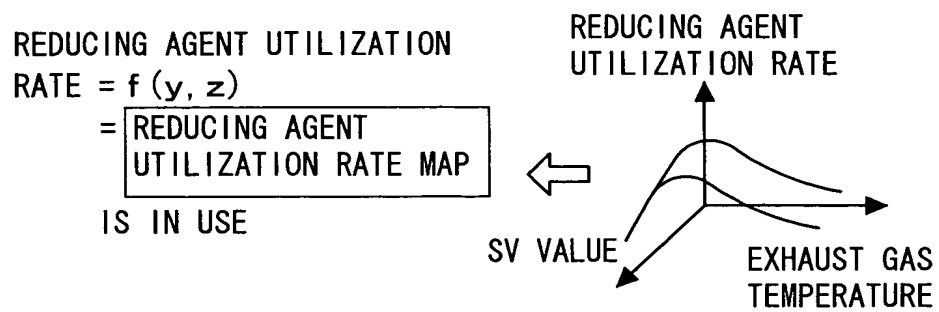 REDUCING AGENT UTILIZATION
RATE = f (y, z)
= REDUCING AGENT
UTILIZATION RATE MAP
IS IN USE
REDUCING AGENT
UTILIZATION RATE
SV VALUE
EXHAUST GAS
TEMPERATURE